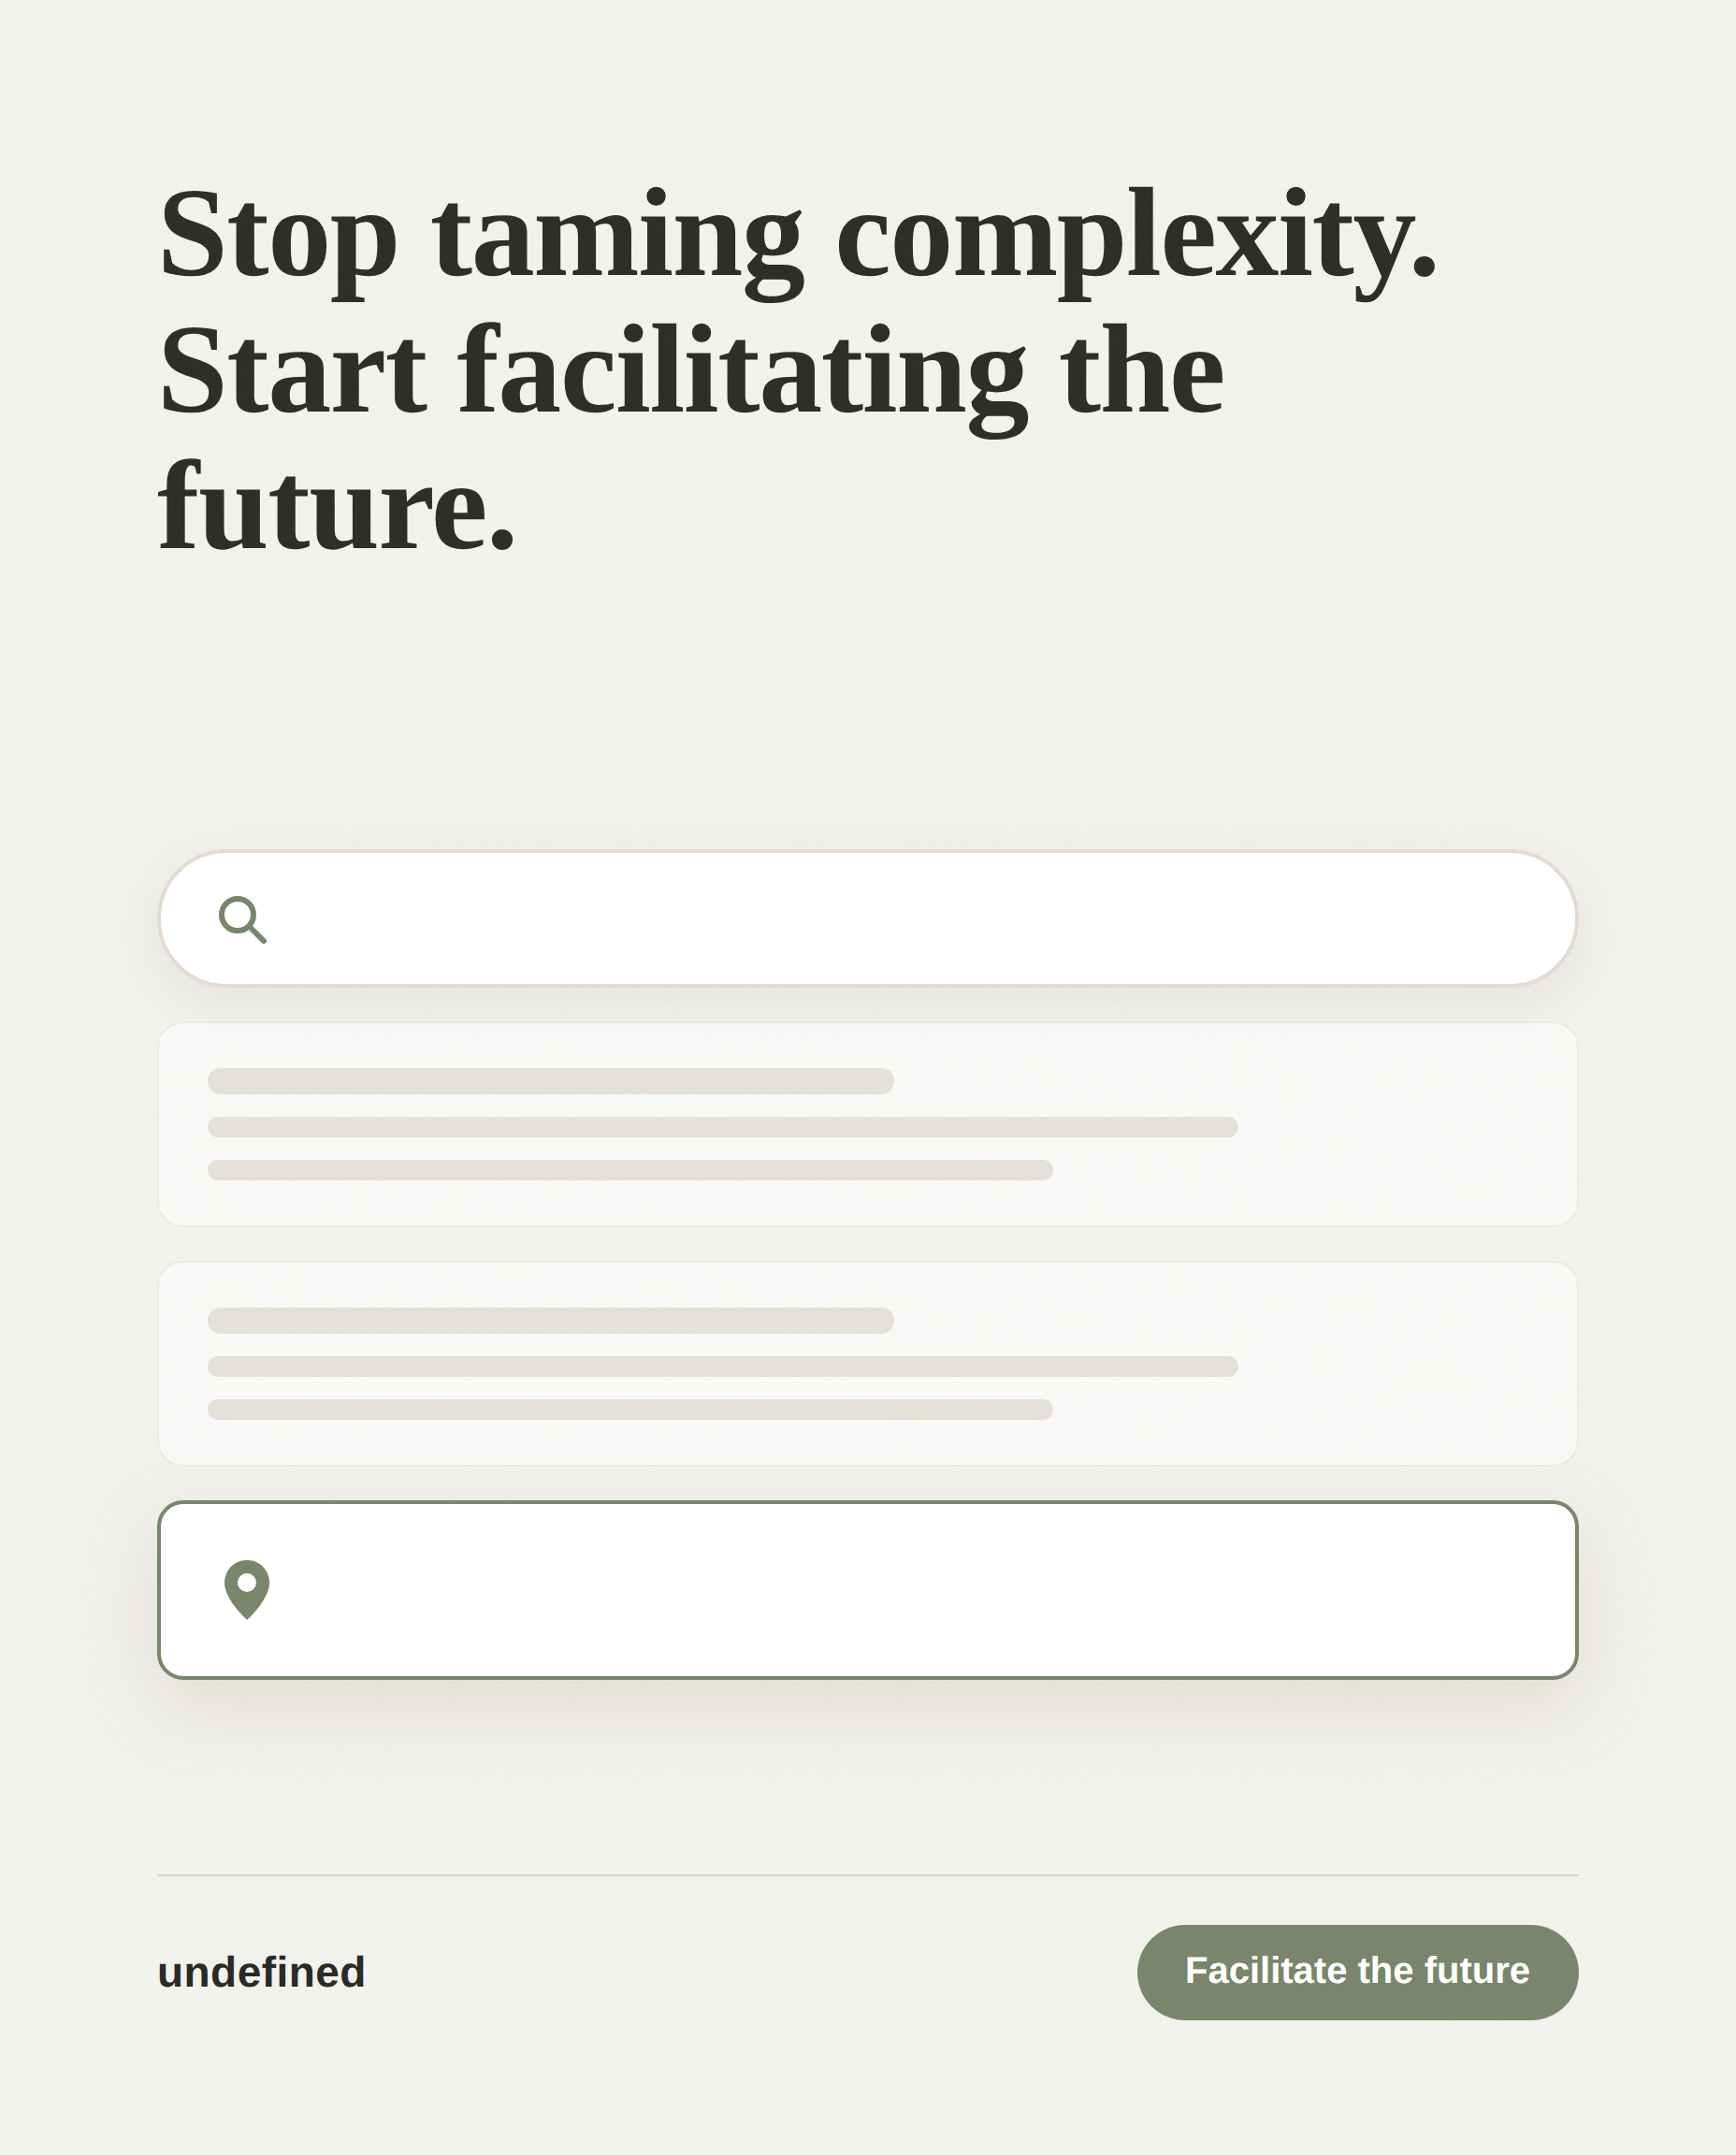 Stop taming complexity.
Start facilitating the
future.
undefined
Facilitate the future